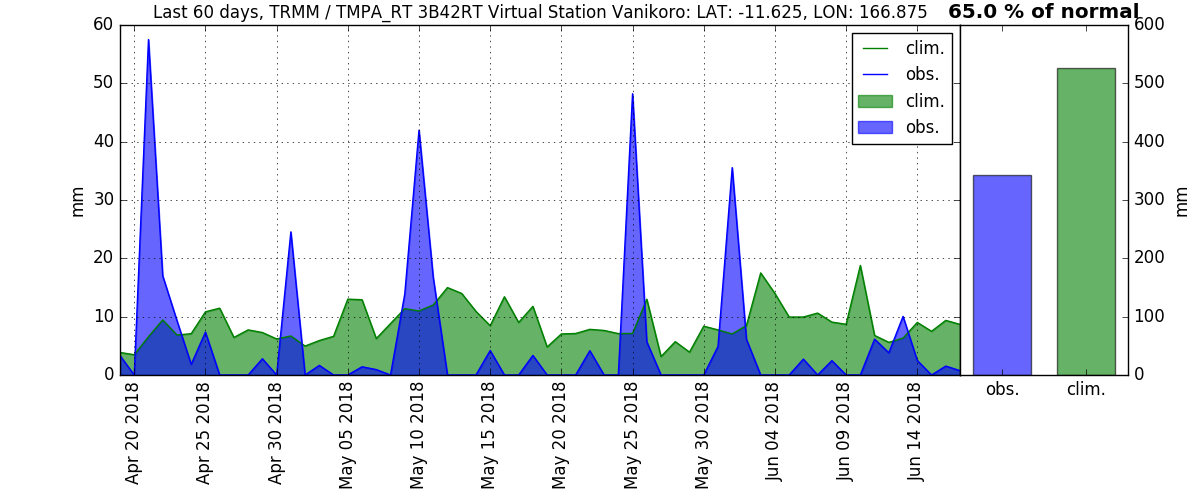 Last 60 days, TRMM / TMPA_RT 3B42RT Virtual Station Vanikoro: LAT: -11.625, LON: 166.875
65.0 % of normal
60
50
40
30
20
10
0
mm
clim.
obs.
clim.
obs.
Apr 20 2018
Apr 25 2018
Apr 30 2018
May 05 2018
May 10 2018
May 15 2018
May 20 2018
May 25 2018
May 30 2018
Jun 04 2018
Jun 09 2018
Jun 14 2018
600
500
400
300
200
100
0
mm
obs.
clim.